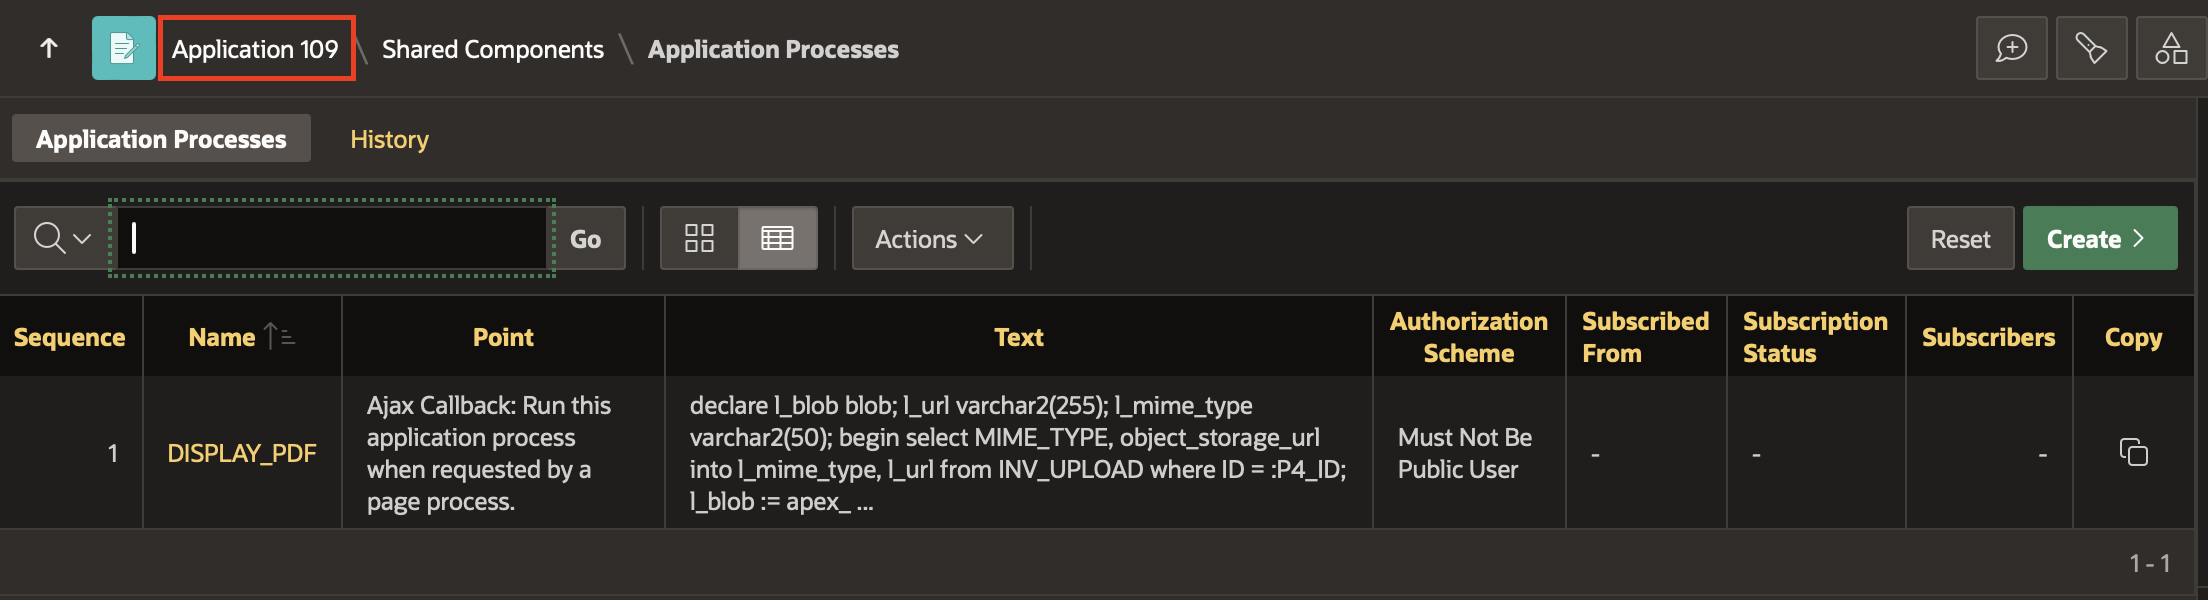 Application 109 \ Shared Components \ Application Processes
Application Processes History
Go Actions Reset Create
Sequence Name Point Text Authorization Scheme Subscribed From Subscription Status Subscribers Copy
1
DISPLAY_PDF
Ajax Callback: Run this
application process
when requested by a
page process.
declare l_blob blob; l_url varchar2(255); l_mime_type
varchar2(50); begin select MIME_TYPE, object_storage_url
into l_mime_type, l_url from INV_UPLOAD where ID = :P4_ID;
l_blob := apex_ ...
Must Not Be
Public User
-
-
-
1 - 1